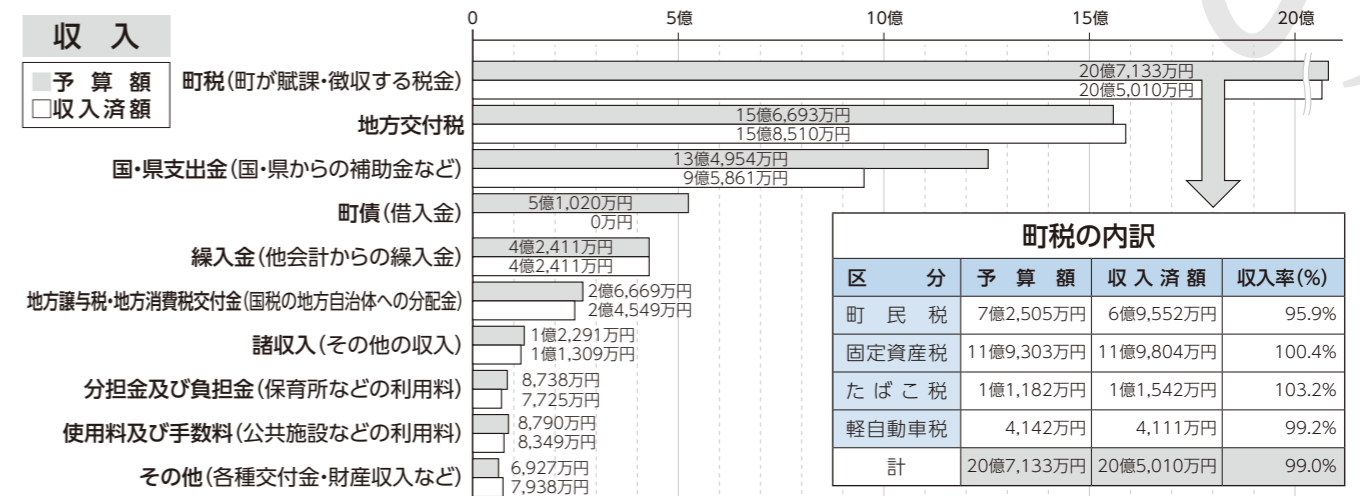 収 入
■予 算 額
□収入済額
0 5億 10億 15億 20億
町税(町が賦課・徴収する税金)
20億7,133万円
20億5,010万円
地方交付税
15億6,693万円
15億8,510万円
国・県支出金(国・県からの補助金など)
13億4,954万円
9億5,861万円
町債(借入金)
5億1,020万円
0万円
繰入金(他会計からの繰入金)
4億2,411万円
4億2,411万円
地方譲与税・地方消費税交付金(国税の地方自治体への分配金)
2億6,669万円
2億4,549万円
諸収入(その他の収入)
1億2,291万円
1億1,309万円
分担金及び負担金(保育所などの利用料)
8,738万円
7,725万円
使用料及び手数料(公共施設などの利用料)
8,790万円
8,349万円
その他(各種交付金・財産収入など)
6,927万円
7,938万円
町税の内訳
区 分 予 算 額 収入済額 収入率(%)
町 民 税 7億2,505万円 6億9,552万円 95.9%
固定資産税 11億9,303万円 11億9,804万円 100.4%
たばこ税 1億1,182万円 1億1,542万円 103.2%
軽自動車税 4,142万円 4,111万円 99.2%
計 20億7,133万円 20億5,010万円 99.0%